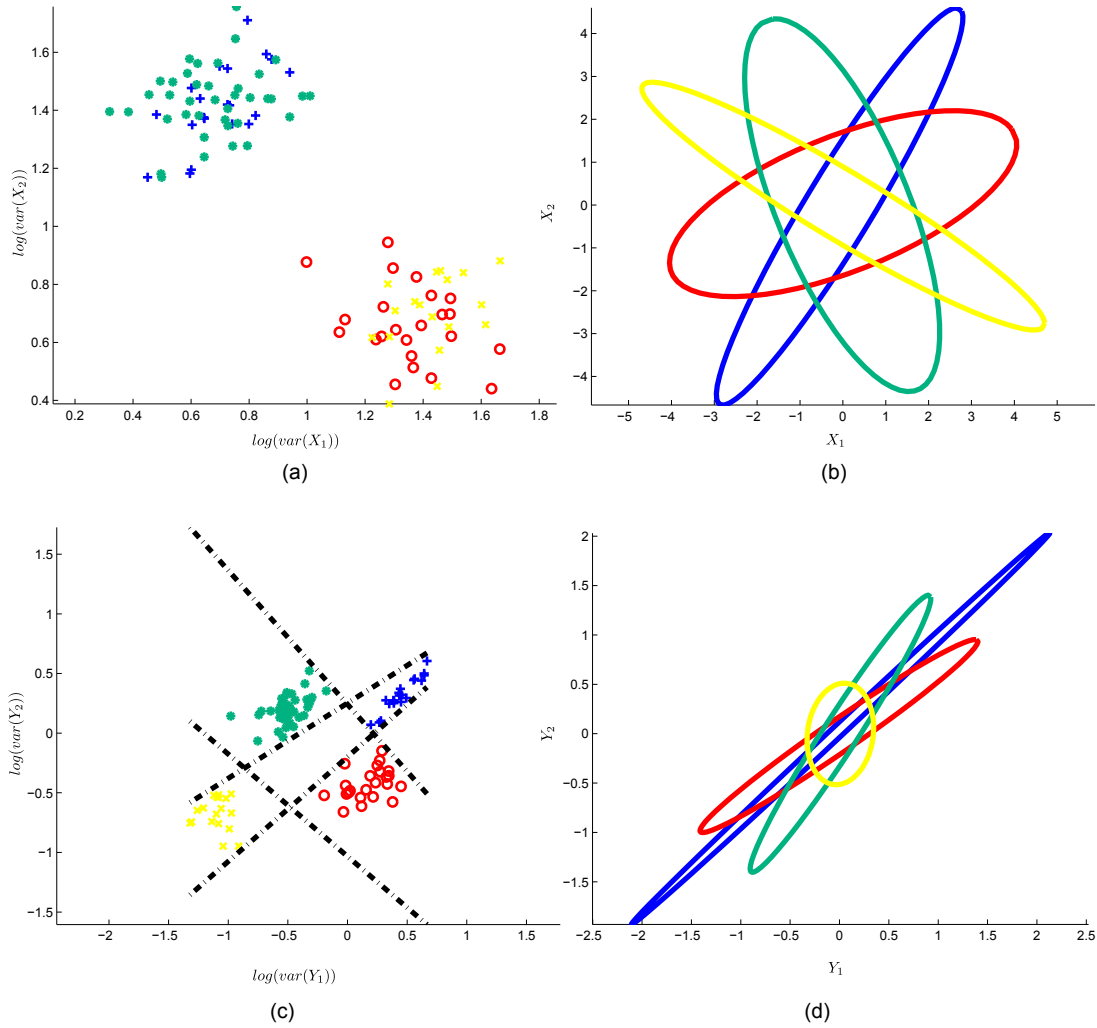 1.6
1.4
1.2
1
0.8
0.6
0.4
log(var(X₂))
0.2 0.4 0.6 0.8 1 1.2 1.4 1.6 1.8
log(var(X₁))
(a)
4
3
2
1
0
−1
−2
−3
−4
X₂
−5 −4 −3 −2 −1 0 1 2 3 4 5
X₁
(b)
1.5
1
0.5
0
−0.5
−1
−1.5
log(var(Y₂))
−2 −1.5 −1 −0.5 0 0.5 1 1.5
log(var(Y₁))
(c)
2
1.5
1
0.5
0
−0.5
−1
−1.5
Y₂
−2.5 −2 −1.5 −1 −0.5 0 0.5 1 1.5 2 2.5
Y₁
(d)